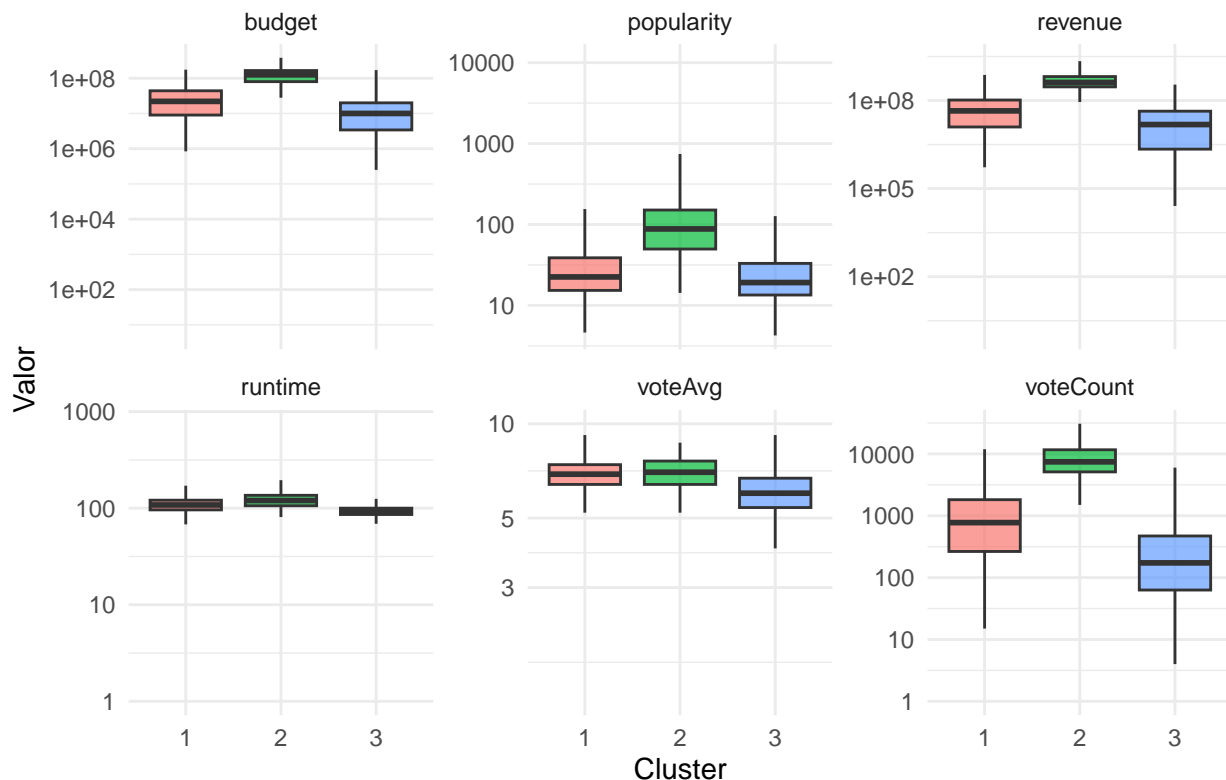 budget
popularity
revenue
1e+08
1e+06
1e+04
1e+02
10000
1000
100
10
1e+08
1e+05
1e+02
Valor
runtime
voteAvg
voteCount
1000
100
10
1
10
5
3
10000
1000
100
10
1
1 2 3
1 2 3
1 2 3
Cluster